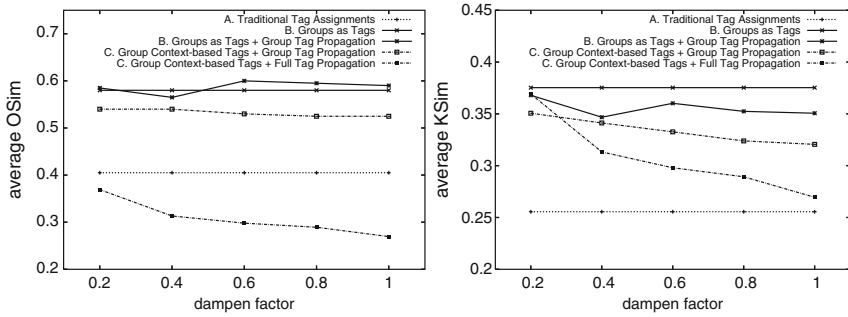 A. Traditional Tag Assignments
B. Groups as Tags
B. Groups as Tags + Group Tag Propagation
C. Group Context-based Tags + Group Tag Propagation
C. Group Context-based Tags + Full Tag Propagation
0.7
0.6
0.5
0.4
0.3
0.2
average OSim
0.2 0.4 0.6 0.8 1
dampen factor
A. Traditional Tag Assignments
B. Groups as Tags
B. Groups as Tags + Group Tag Propagation
C. Group Context-based Tags + Group Tag Propagation
C. Group Context-based Tags + Full Tag Propagation
0.45
0.4
0.35
0.3
0.25
0.2
average KSim
0.2 0.4 0.6 0.8 1
dampen factor